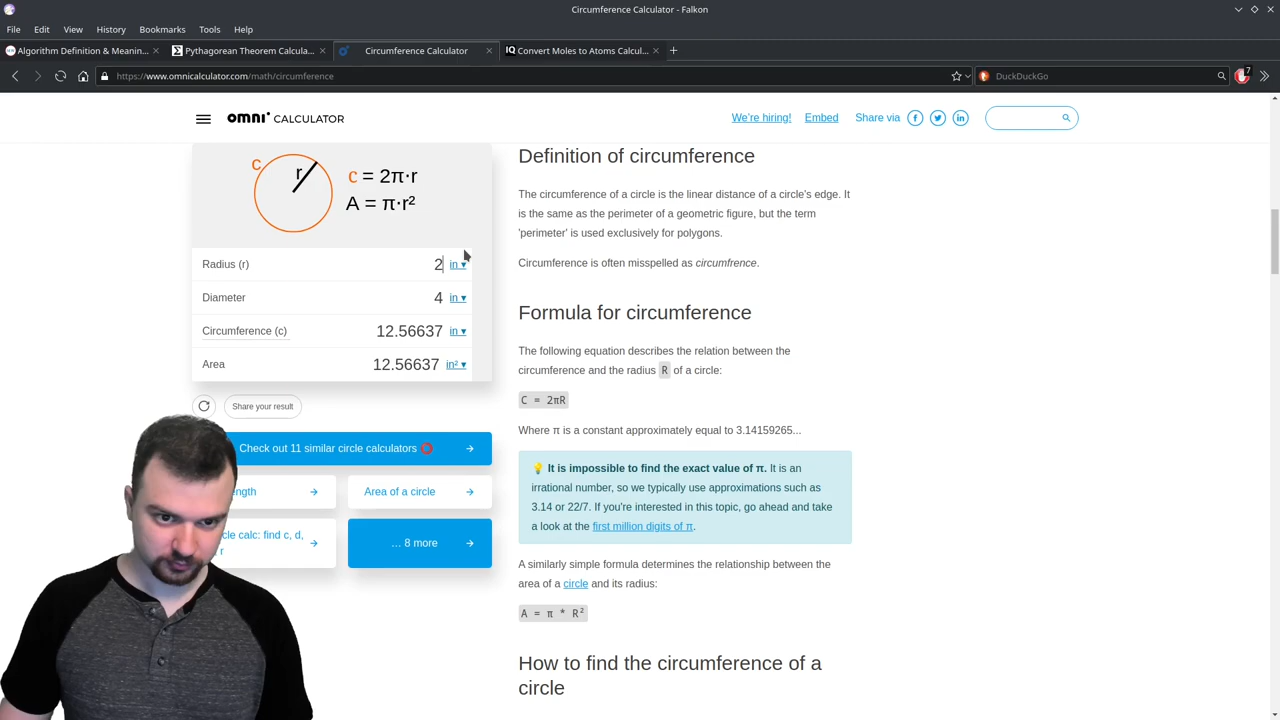 Circumference Calculator - Falkon
File Edit View History Bookmarks Tools Help
Algorithm Definition & Meanin... Pythagorean Theorem Calcula... Circumference Calculator IQ Convert Moles to Atoms Calcul...
https://www.omnicalculator.com/math/circumference DuckDuckGo 7
omni CALCULATOR We're hiring! Embed Share via
c r c = 2π·r
A = π·r²
Radius (r) 2 in ▾
Diameter 4 in ▾
Circumference (c) 12.56637 in ▾
Area 12.56637 in² ▾
Share your result
Check out 11 similar circle calculators
ength Area of a circle
cle calc: find c, d,
r
... 8 more
Definition of circumference
The circumference of a circle is the linear distance of a circle's edge. It
is the same as the perimeter of a geometric figure, but the term
'perimeter' is used exclusively for polygons.
Circumference is often misspelled as circumfrence.
Formula for circumference
The following equation describes the relation between the
circumference and the radius R of a circle:
C = 2πR
Where π is a constant approximately equal to 3.14159265...
💡 It is impossible to find the exact value of π. It is an
irrational number, so we typically use approximations such as
3.14 or 22/7. If you're interested in this topic, go ahead and take
a look at the first million digits of π.
A similarly simple formula determines the relationship between the
area of a circle and its radius:
A = π * R²
How to find the circumference of a
circle